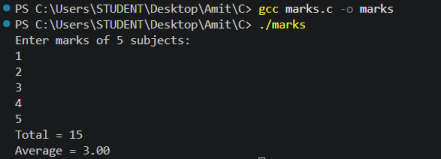 PS C:\Users\STUDENT\Desktop\Amit\C> gcc marks.c -o marks
PS C:\Users\STUDENT\Desktop\Amit\C> ./marks
Enter marks of 5 subjects:
1
2
3
4
5
Total = 15
Average = 3.00